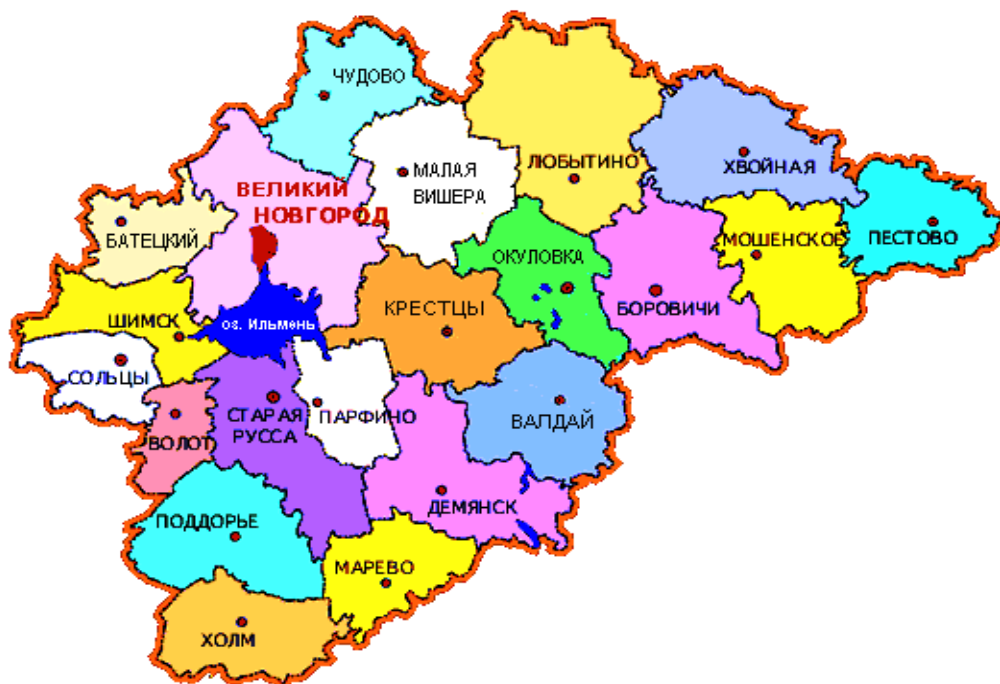 ЧУДОВО
ЛЮБЫТИНО
ХВОЙНАЯ
МАЛАЯ
ВИШЕРА
ВЕЛИКИЙ
НОВГОРОД
БАТЕЦКИЙ
МОШЕНСКОЕ
ПЕСТОВО
ОКУЛОВКА
БОРОВИЧИ
КРЕСТЦЫ
ШИМСК
оз. Ильмень
СОЛЬЦЫ
СТАРАЯ
РУССА
ПАРФИНО
ВАЛДАЙ
ВОЛОТ
ДЕМЯНСК
ПОДДОРЬЕ
МАРЕВО
ХОЛМ